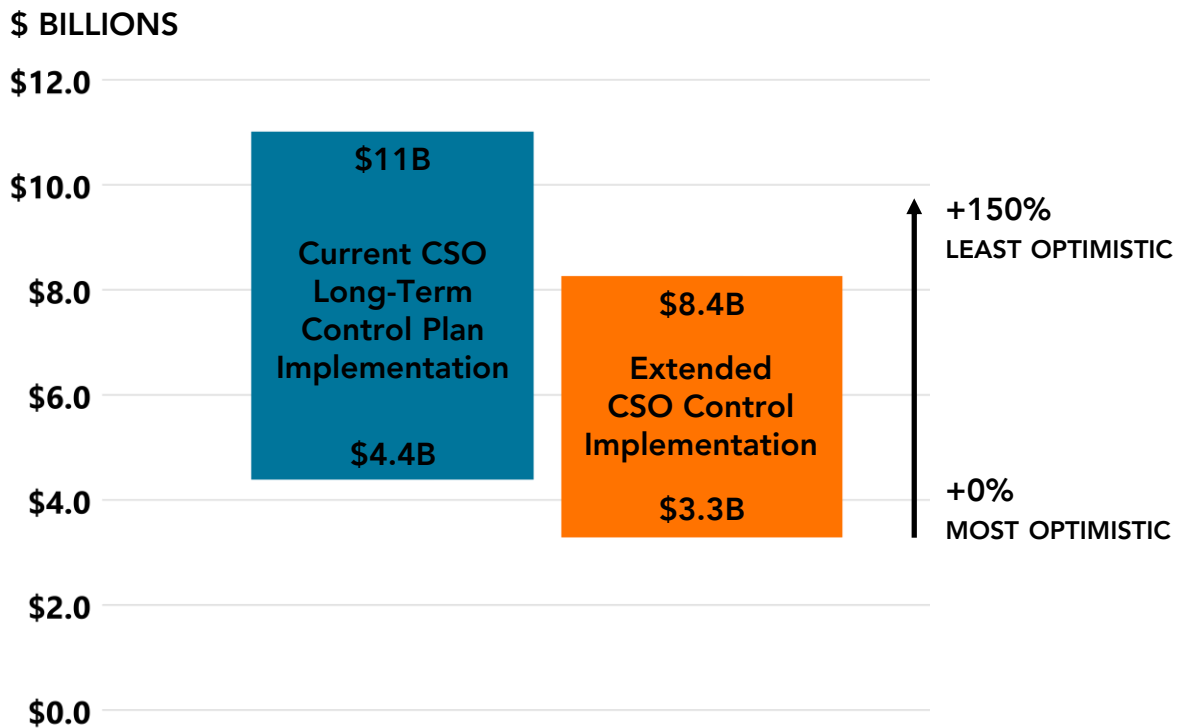 $ BILLIONS
$12.0
$10.0
$8.0
$6.0
$4.0
$2.0
$0.0
$11B
Current CSO
Long-Term
Control Plan
Implementation
$4.4B
$8.4B
Extended
CSO Control
Implementation
$3.3B
+150%
LEAST OPTIMISTIC
+0%
MOST OPTIMISTIC